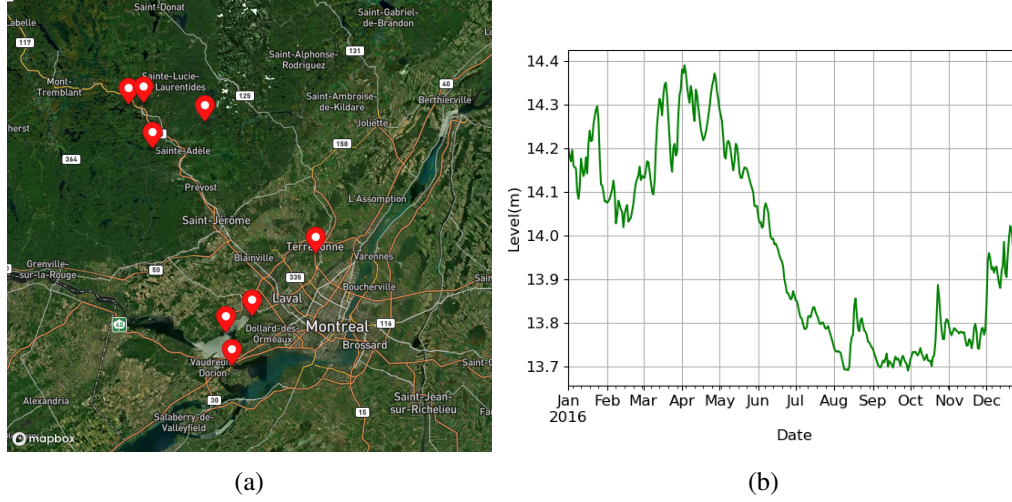 Labelle
Saint-Donat
Saint-Gabriel-
de-Brandon
117
Saint-Alphonse-
Rodriguez
131
Mont-
Tremblant
Sainte-Lucie-
Laurentides
125
40
Saint-Ambroise-
de-Kildare
Berthierville
Joliette
158
364
Sainte-Adèle
Prévost
L'Assomption
Saint-Jérôme
Terrebonne
Grenville-
sur-la-Rouge
50
Blainville
Varennes
335
Boucherville
Laval
40
116
Montreal
Dollard-des-
Ormeaux
Brossard
Vaudreuil-
Dorion
30
Alexandria
Salaberry-de-
Valleyfield
15
Saint-Jean-
sur-Richelieu
mapbox
(a)
14.4
14.3
14.2
14.1
14.0
13.9
13.8
13.7
Level(m)
Jan Feb Mar Apr May Jun Jul Aug Sep Oct Nov Dec
2016
Date
(b)